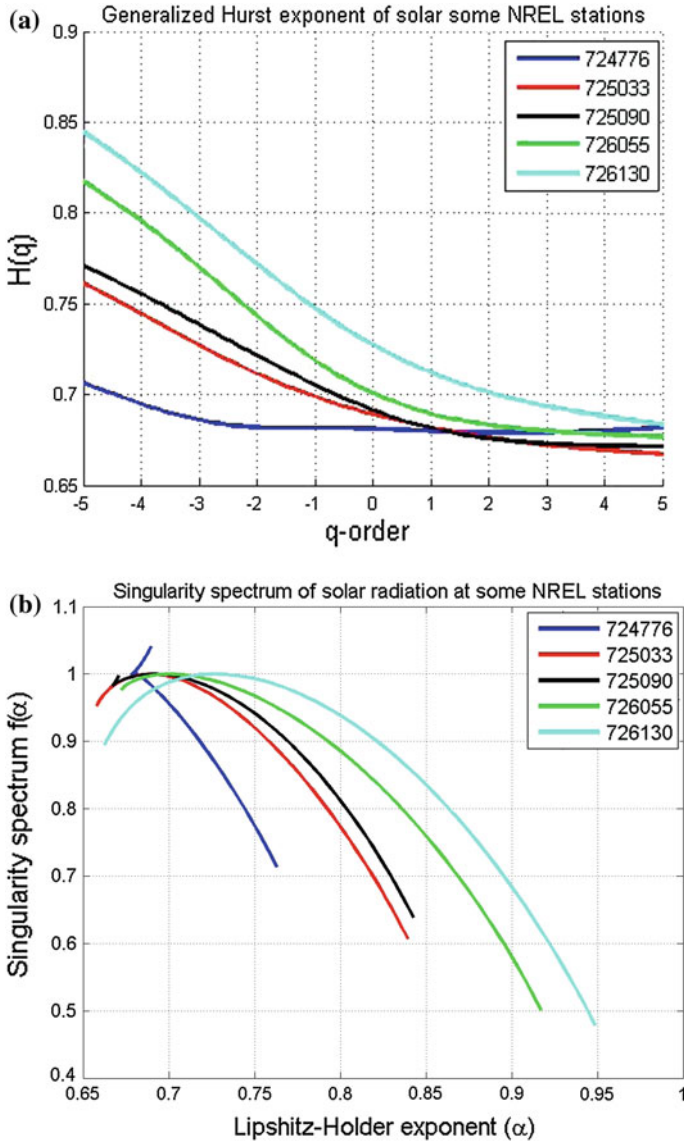 (a)
Generalized Hurst exponent of solar some NREL stations
0.9
0.85
0.8
0.75
0.7
0.65
H(q)
-5 -4 -3 -2 -1 0 1 2 3 4 5
q-order
724776
725033
725090
726055
726130
(b)
Singularity spectrum of solar radiation at some NREL stations
1.1
1
0.9
0.8
0.7
0.6
0.5
0.4
Singularity spectrum f(α)
0.65 0.7 0.75 0.8 0.85 0.9 0.95 1
Lipshitz-Holder exponent (α)
724776
725033
725090
726055
726130